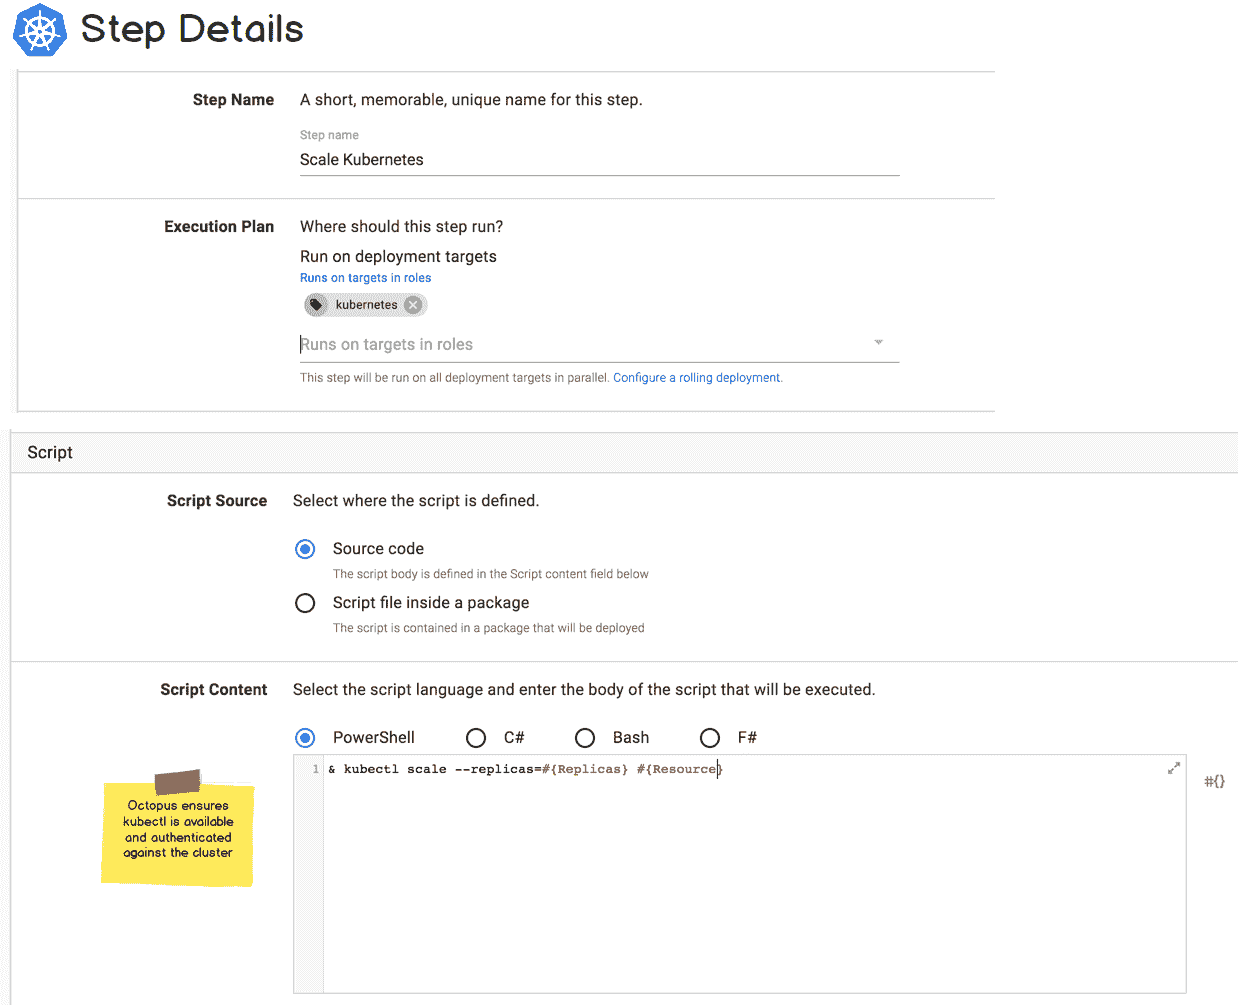 Step Details
Step Name
A short, memorable, unique name for this step.
Step name
Scale Kubernetes
Execution Plan
Where should this step run?
Run on deployment targets
Runs on targets in roles
kubernetes
Runs on targets in roles
This step will be run on all deployment targets in parallel. Configure a rolling deployment.
Script
Script Source
Select where the script is defined.
Source code
The script body is defined in the Script content field below
Script file inside a package
The script is contained in a package that will be deployed
Script Content
Select the script language and enter the body of the script that will be executed.
PowerShell C# Bash F#
1 & kubectl scale --replicas=#{Replicas} #{Resource}
#{}
Octopus ensures
kubectl is available
and authenticated
against the cluster